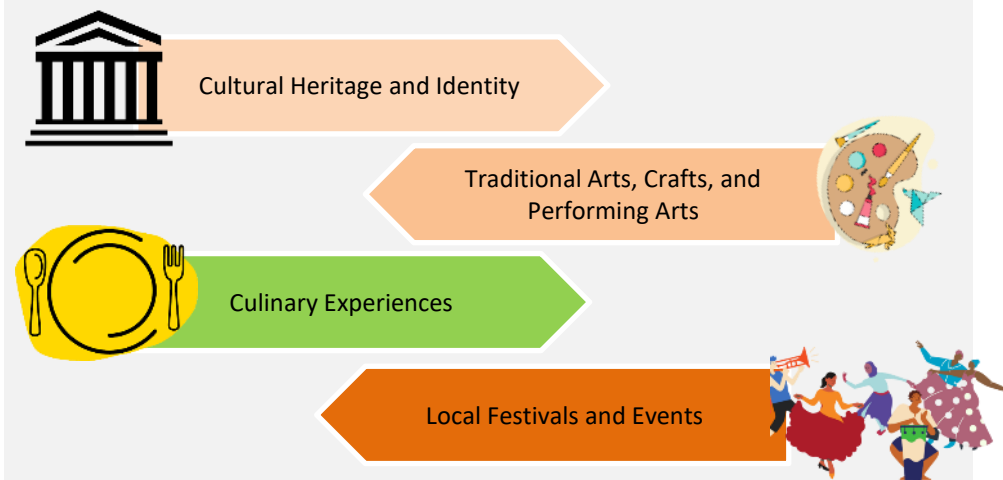 Cultural Heritage and Identity
Traditional Arts, Crafts, and
Performing Arts
Culinary Experiences
Local Festivals and Events